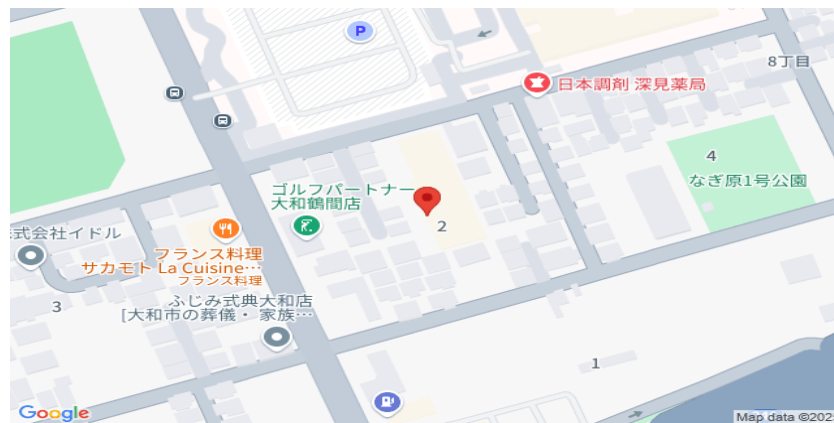 P
8丁目
日本調剤 深見薬局
4
なぎ原1号公園
ゴルフパートナー
大和鶴間店
2
式会社イドル
フランス料理
サカモト La Cuisine…
フランス料理
3
ふじみ式典大和店
[大和市の葬儀・家族…
1
Google
Map data ©202